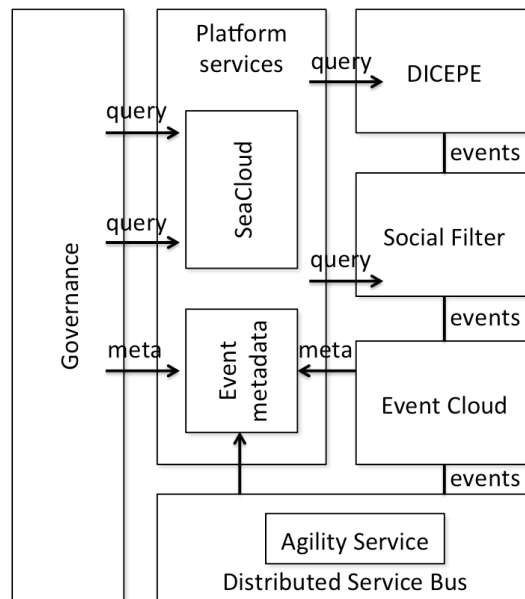 Platform
services
query
DICEPE
query
events
SeaCloud
query
Social Filter
query
events
Governance
meta
Event
metadata
meta
Event Cloud
events
Agility Service
Distributed Service Bus